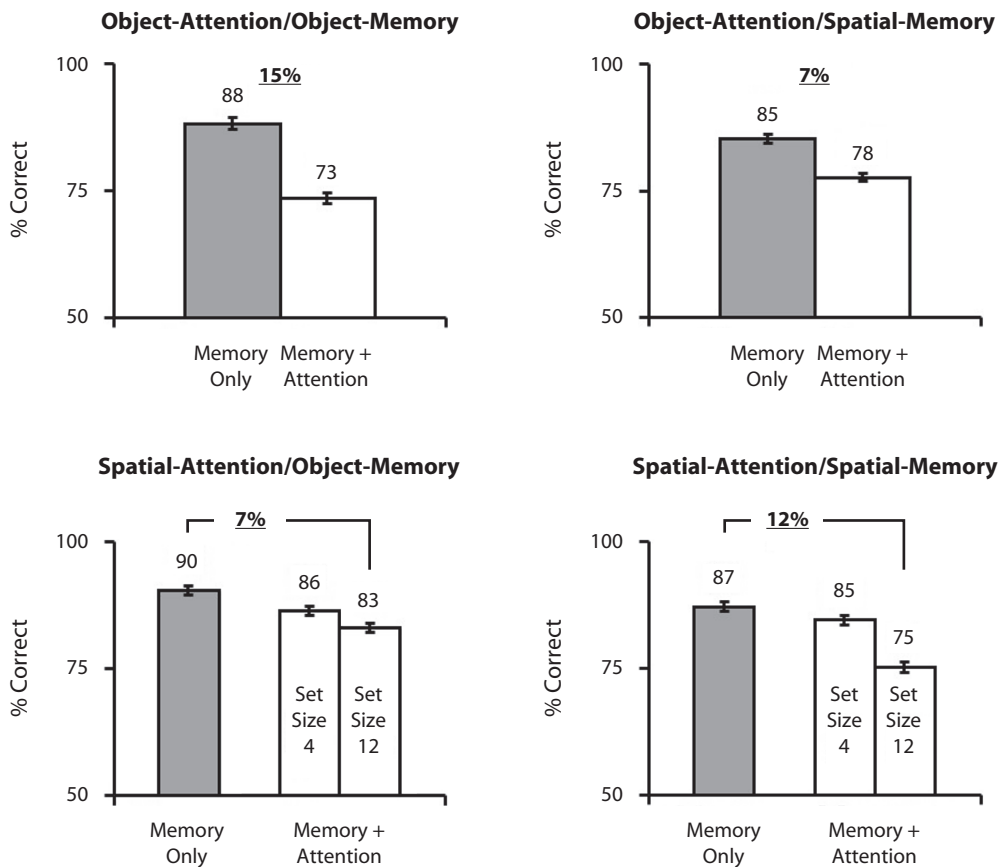 Object-Attention/Object-Memory
100
15%
88
73
75
% Correct
50
Memory Only
Memory + Attention
Object-Attention/Spatial-Memory
100
7%
85
78
75
% Correct
50
Memory Only
Memory + Attention
Spatial-Attention/Object-Memory
7%
100
90
86
83
75
% Correct
Set
Size
4
Set
Size
12
50
Memory
Only
Memory +
Attention
Spatial-Attention/Spatial-Memory
12%
100
87
85
75
75
% Correct
Set
Size
4
Set
Size
12
50
Memory
Only
Memory +
Attention